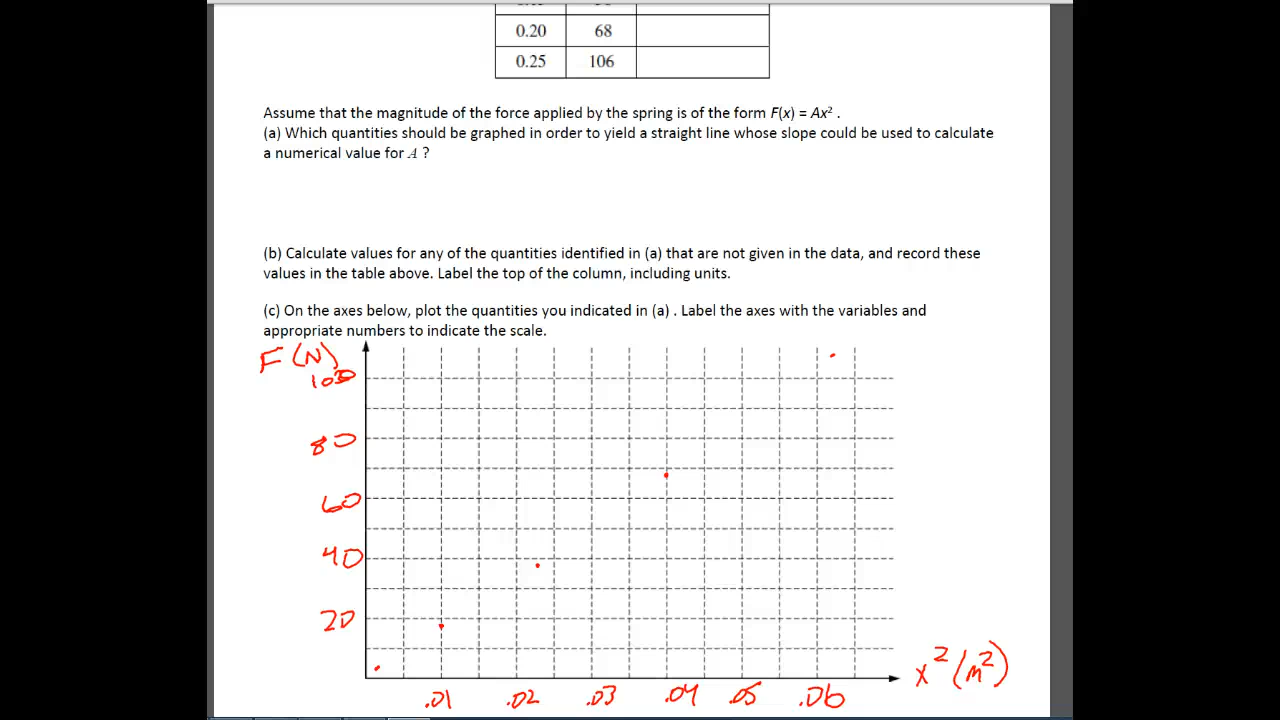 0.20 68
0.25 106
Assume that the magnitude of the force applied by the spring is of the form F(x) = Ax² .
(a) Which quantities should be graphed in order to yield a straight line whose slope could be used to calculate
a numerical value for A ?
(b) Calculate values for any of the quantities identified in (a) that are not given in the data, and record these
values in the table above. Label the top of the column, including units.
(c) On the axes below, plot the quantities you indicated in (a) . Label the axes with the variables and
appropriate numbers to indicate the scale.
F (N)
100
80
60
40
20
.01 .02 .03 .04 .05 .06
x² (m²)